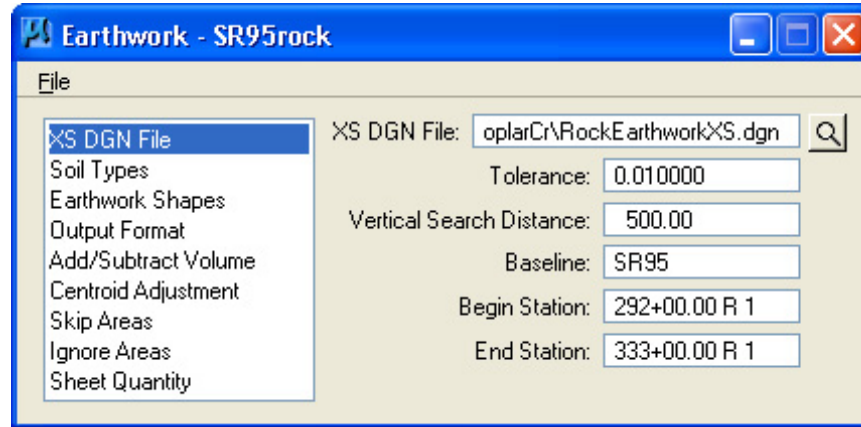 Earthwork - SR95rock
File
XS DGN File
Soil Types
Earthwork Shapes
Output Format
Add/Subtract Volume
Centroid Adjustment
Skip Areas
Ignore Areas
Sheet Quantity
XS DGN File: oplarCr\RockEarthworkXS.dgn
Tolerance: 0.010000
Vertical Search Distance: 500.00
Baseline: SR95
Begin Station: 292+00.00 R 1
End Station: 333+00.00 R 1